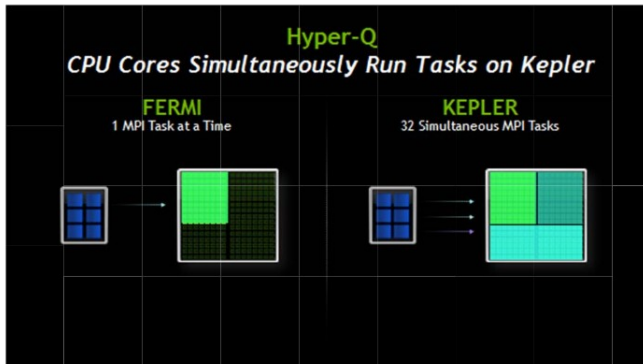 Hyper-Q
CPU Cores Simultaneously Run Tasks on Kepler
FERMI
1 MPI Task at a Time
KEPLER
32 Simultaneous MPI Tasks